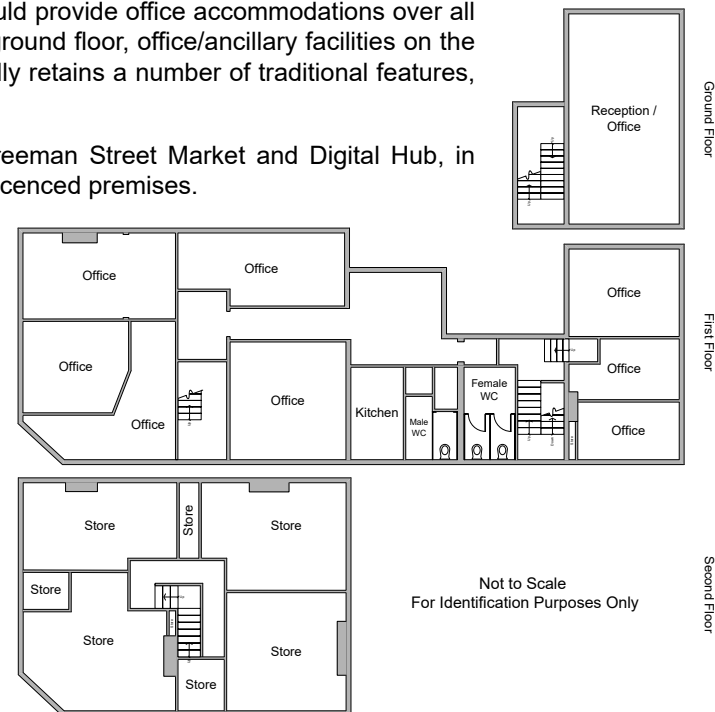 uld provide office accommodations over all
round floor, office/ancillary facilities on the
lly retains a number of traditional features,
reeman Street Market and Digital Hub, in
icenced premises.
Reception /
Office
Ground Floor
Office
Office
Office
Office
Office
Office
Kitchen
Male
WC
Female
WC
Office
Office
Office
First Floor
Store
Store
Store
Store
Store
Store
Store
Not to Scale
For Identification Purposes Only
Second Floor